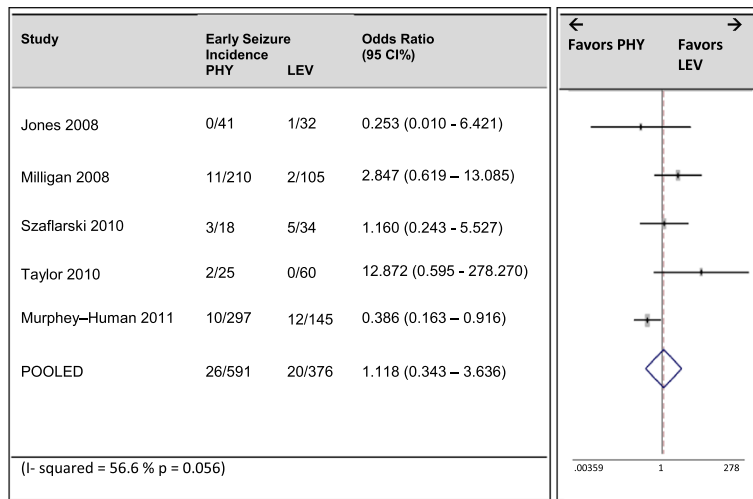 Study Early Seizure Incidence PHY LEV Odds Ratio (95 CI%)
← →
Favors PHY Favors LEV
Jones 2008 0/41 1/32 0.253 (0.010 - 6.421)
Milligan 2008 11/210 2/105 2.847 (0.619 – 13.085)
Szaflarski 2010 3/18 5/34 1.160 (0.243 - 5.527)
Taylor 2010 2/25 0/60 12.872 (0.595 - 278.270)
Murphey–Human 2011 10/297 12/145 0.386 (0.163 – 0.916)
POOLED 26/591 20/376 1.118 (0.343 – 3.636)
(I- squared = 56.6 % p = 0.056)
.00359 1 278